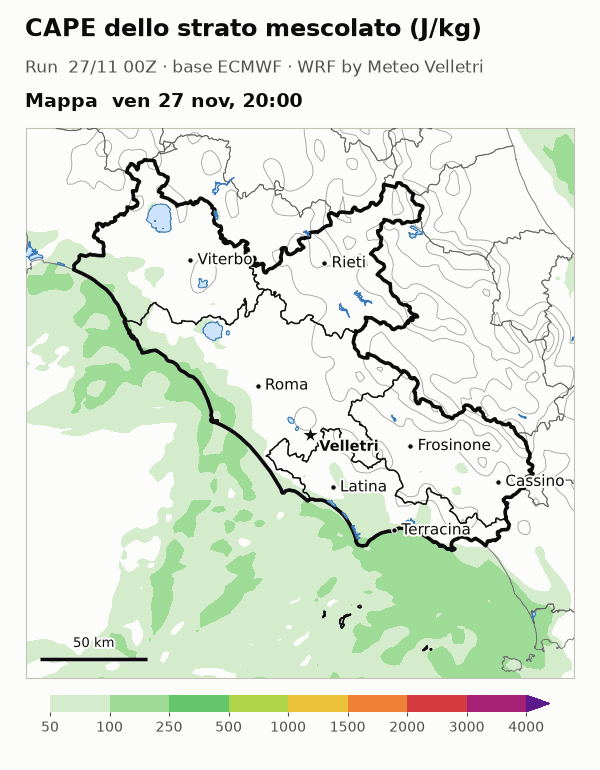 CAPE dello strato mescolato (J/kg)
Run  27/11 00Z · base ECMWF · WRF by Meteo Velletri
Mappa  ven 27 nov, 20:00
Viterbo
Rieti
Roma
Velletri
Frosinone
Cassino
Latina
Terracina
50 km
50 100 250 500 1000 1500 2000 3000 4000